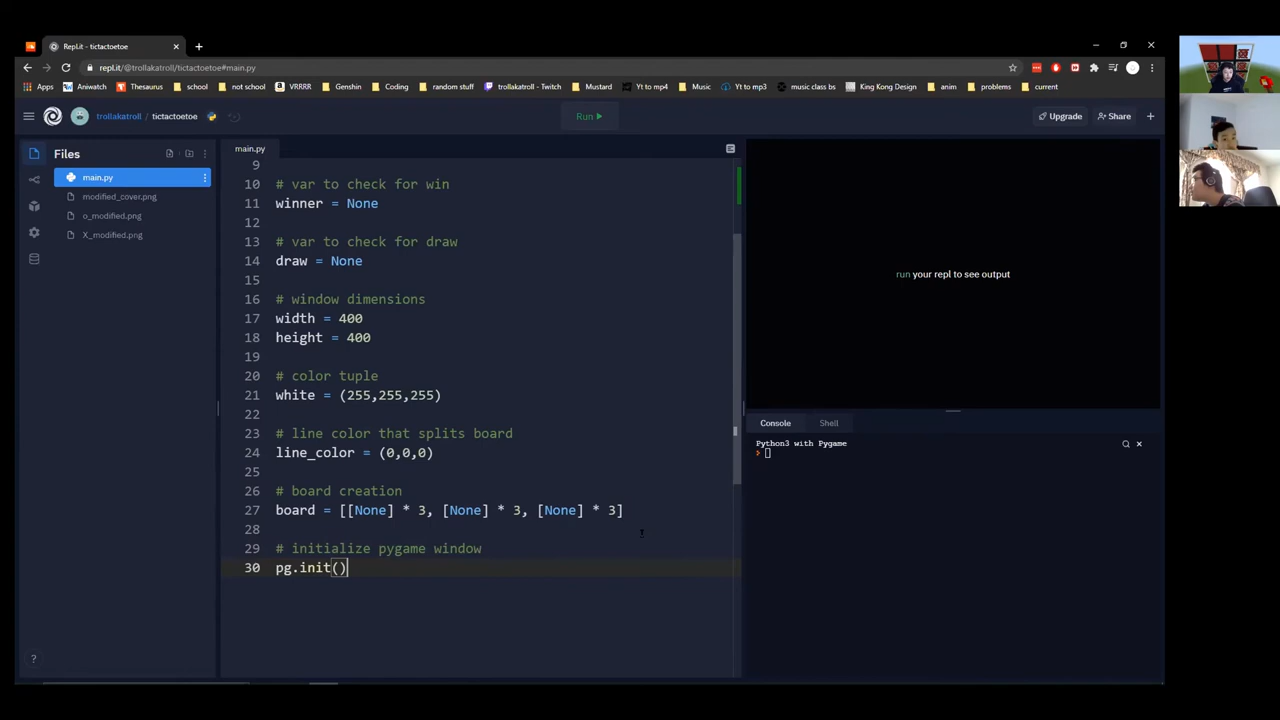 Repl.it - tictactoetoe
repl.it/@trollakatroll/tictactoetoe#main.py
Apps Aniwatch Thesaurus school not school VRRRR Genshin Coding random stuff trollakatroll - Twitch Mustard Yt to mp4 Music Yt to mp3 music class bs King Kong Design anim problems current
trollakatroll / tictactoetoe Run Upgrade Share
Files
main.py
modified_cover.png
o_modified.png
X_modified.png
main.py
9
10 # var to check for win
11 winner = None
12
13 # var to check for draw
14 draw = None
15
16 # window dimensions
17 width = 400
18 height = 400
19
20 # color tuple
21 white = (255,255,255)
22
23 # line color that splits board
24 line_color = (0,0,0)
25
26 # board creation
27 board = [[None] * 3, [None] * 3, [None] * 3]
28
29 # initialize pygame window
30 pg.init()
run your repl to see output
Console Shell
Python3 with Pygame
?